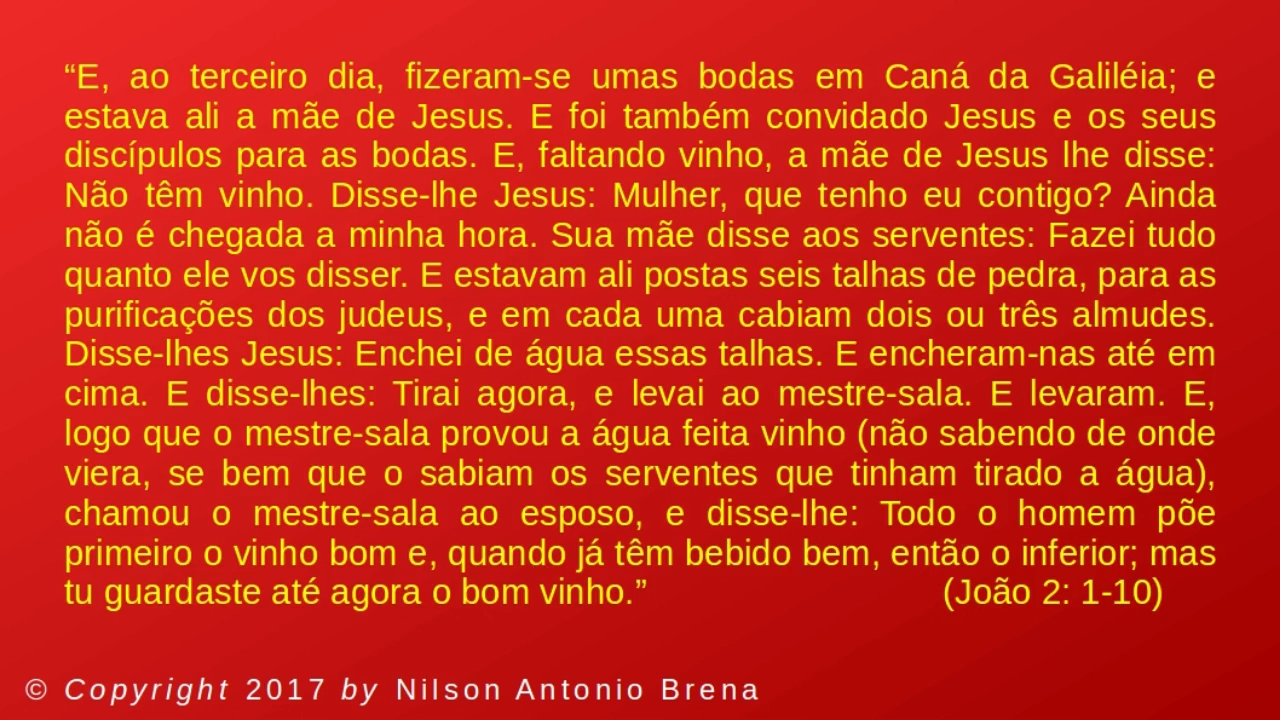 “E, ao terceiro dia, fizeram-se umas bodas em Caná da Galiléia; e
estava ali a mãe de Jesus. E foi também convidado Jesus e os seus
discípulos para as bodas. E, faltando vinho, a mãe de Jesus lhe disse:
Não têm vinho. Disse-lhe Jesus: Mulher, que tenho eu contigo? Ainda
não é chegada a minha hora. Sua mãe disse aos serventes: Fazei tudo
quanto ele vos disser. E estavam ali postas seis talhas de pedra, para as
purificações dos judeus, e em cada uma cabiam dois ou três almudes.
Disse-lhes Jesus: Enchei de água essas talhas. E encheram-nas até em
cima. E disse-lhes: Tirai agora, e levai ao mestre-sala. E levaram. E,
logo que o mestre-sala provou a água feita vinho (não sabendo de onde
viera, se bem que o sabiam os serventes que tinham tirado a água),
chamou o mestre-sala ao esposo, e disse-lhe: Todo o homem põe
primeiro o vinho bom e, quando já têm bebido bem, então o inferior; mas
tu guardaste até agora o bom vinho.” (João 2: 1-10)
© Copyright 2017 by Nilson Antonio Brena